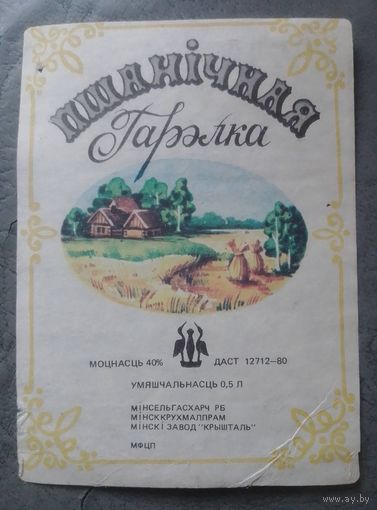 ПШАНІЧНАЯ
Гарэлка
МОЦНАСЦЬ 40% ДАСТ 12712—80
УМЯШЧАЛЬНАСЦЬ 0,5 Л
МІНСЕЛЬГАСХАРЧ РБ
МІНСККРУХМАЛПРАМ
МІНСКІ ЗАВОД "КРЫШТАЛЬ"
МФЦП
www.ay.by